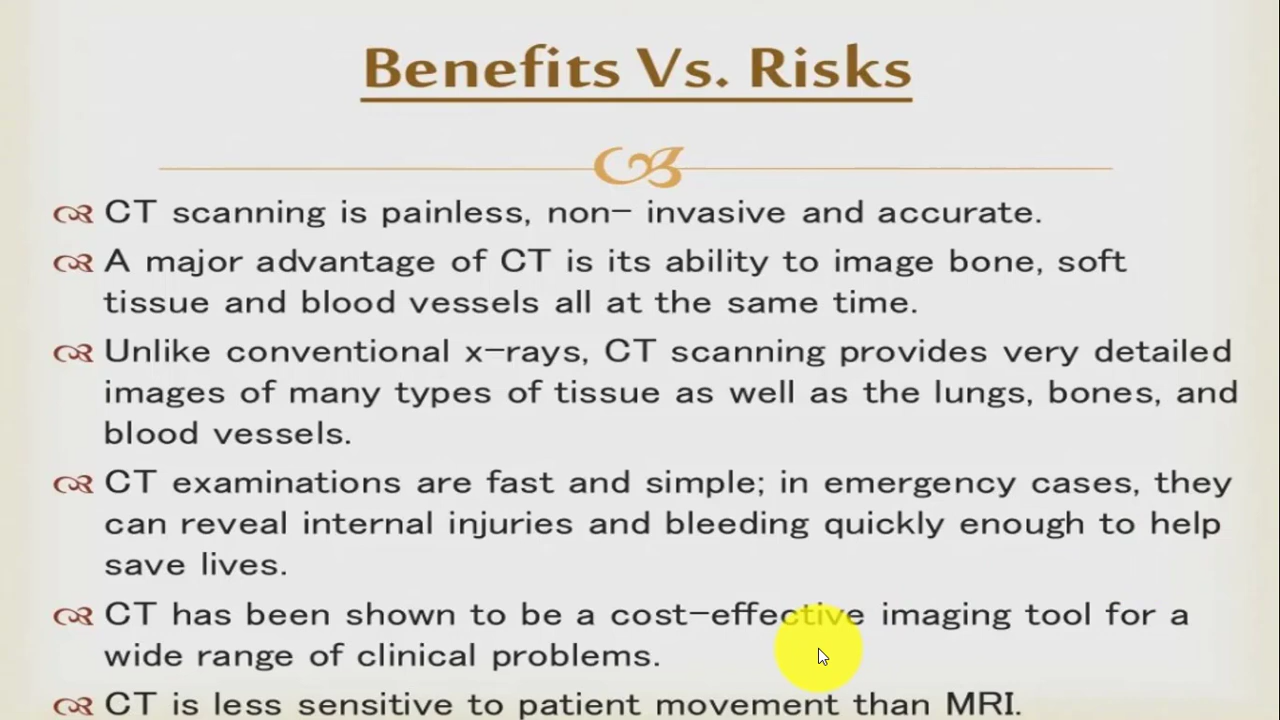 Benefits Vs. Risks
CT scanning is painless, non- invasive and accurate.
A major advantage of CT is its ability to image bone, soft
tissue and blood vessels all at the same time.
Unlike conventional x-rays, CT scanning provides very detailed
images of many types of tissue as well as the lungs, bones, and
blood vessels.
CT examinations are fast and simple; in emergency cases, they
can reveal internal injuries and bleeding quickly enough to help
save lives.
CT has been shown to be a cost-effective imaging tool for a
wide range of clinical problems.
CT is less sensitive to patient movement than MRI.